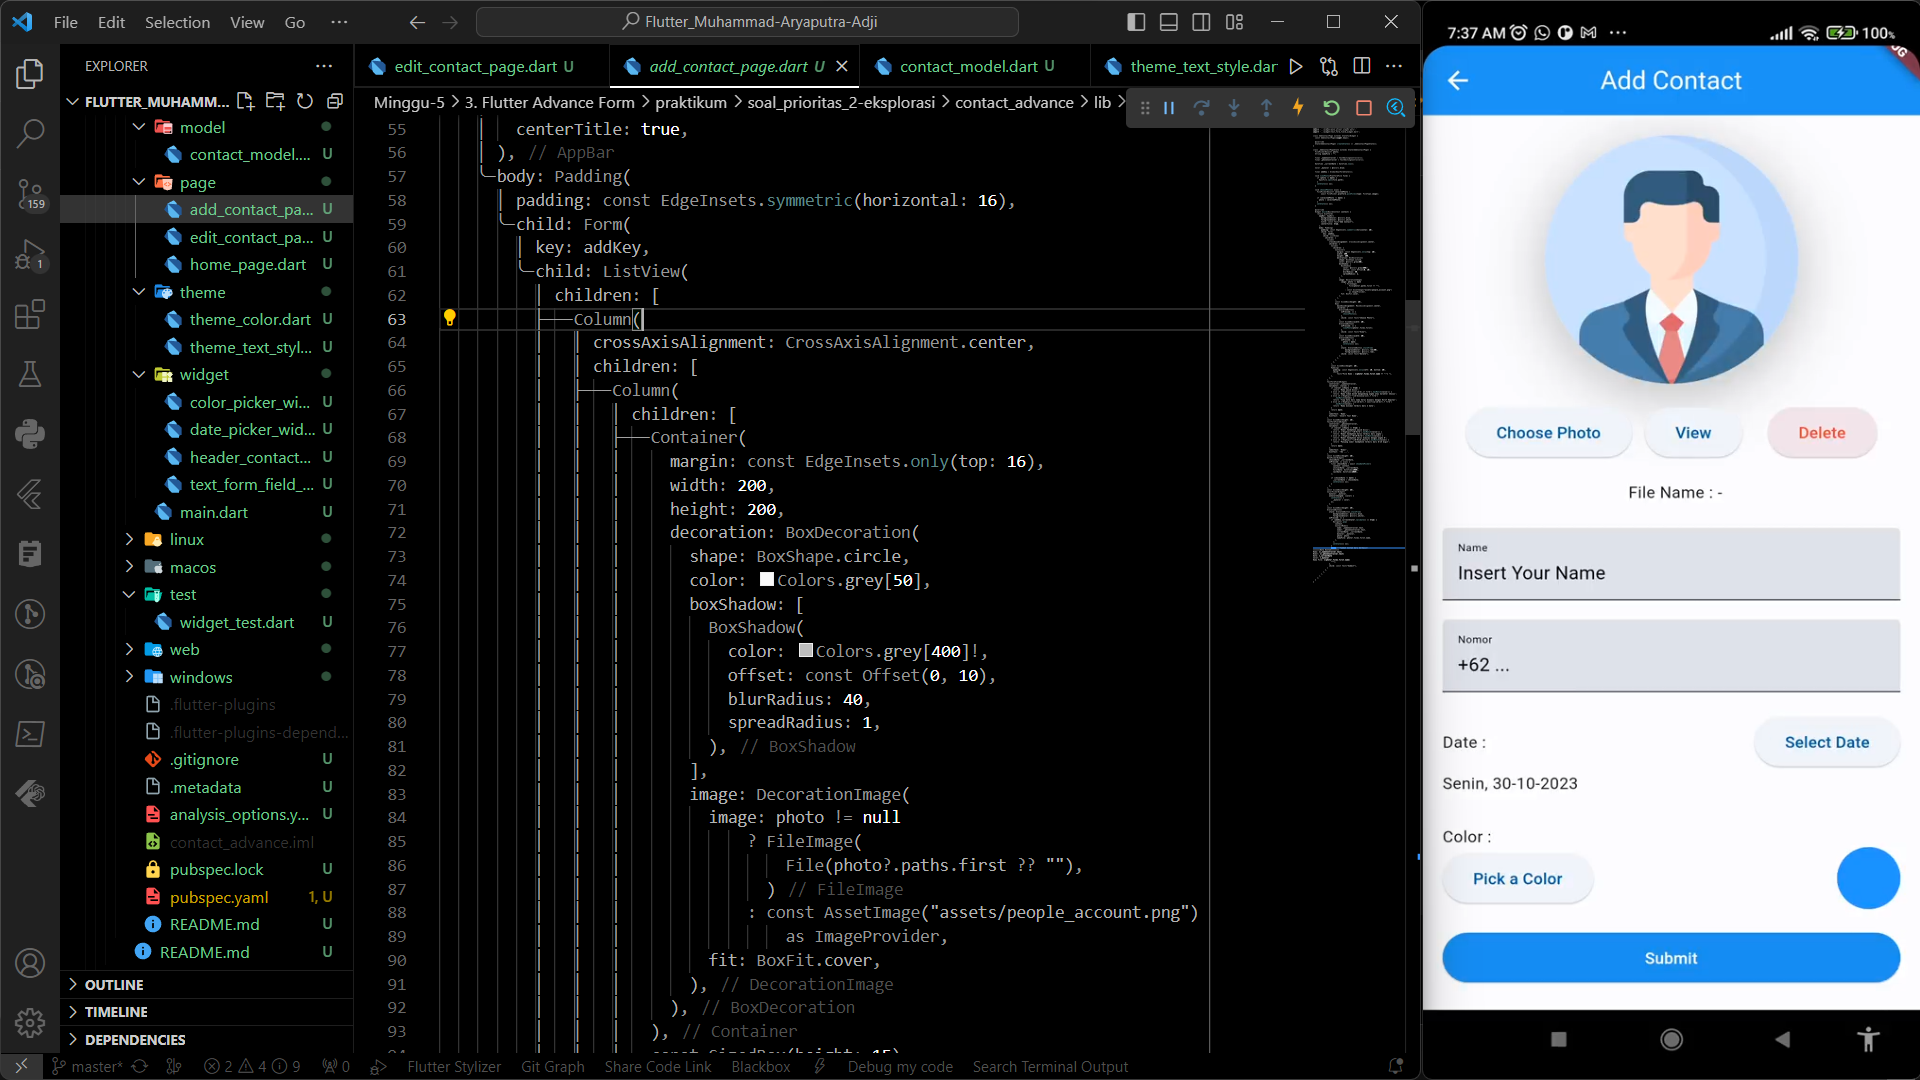 File Edit Selection View Go ···
Flutter_Muhammad-Aryaputra-Adji
EXPLORER
FLUTTER_MUHAMM...
model
contact_model.... U
page
add_contact_pa... U
edit_contact_pa... U
home_page.dart U
theme
theme_color.dart U
theme_text_styl... U
widget
color_picker_wi... U
date_picker_wid... U
header_contact... U
text_form_field_... U
main.dart U
linux
macos
test
widget_test.dart U
web
windows
.flutter-plugins
.flutter-plugins-depend...
.gitignore U
.metadata U
analysis_options.y... U
contact_advance.iml
pubspec.lock U
pubspec.yaml 1, U
README.md U
README.md U
OUTLINE
TIMELINE
DEPENDENCIES
159
1
edit_contact_page.dart U
add_contact_page.dart U
contact_model.dart U
theme_text_style.dar
Minggu-5 > 3. Flutter Advance Form > praktikum > soal_prioritas_2-eksplorasi > contact_advance > lib >
55 centerTitle: true,
56 ), // AppBar
57 body: Padding(
58 padding: const EdgeInsets.symmetric(horizontal: 16),
59 child: Form(
60 key: addKey,
61 child: ListView(
62 children: [
63 Column(
64 crossAxisAlignment: CrossAxisAlignment.center,
65 children: [
66 Column(
67 children: [
68 Container(
69 margin: const EdgeInsets.only(top: 16),
70 width: 200,
71 height: 200,
72 decoration: BoxDecoration(
73 shape: BoxShape.circle,
74 color: Colors.grey[50],
75 boxShadow: [
76 BoxShadow(
77 color: Colors.grey[400]!,
78 offset: const Offset(0, 10),
79 blurRadius: 40,
80 spreadRadius: 1,
81 ), // BoxShadow
82 ],
83 image: DecorationImage(
84 image: photo != null
85 ? FileImage(
86 File(photo?.paths.first ?? ""),
87 ) // FileImage
88 : const AssetImage("assets/people_account.png")
89 as ImageProvider,
90 fit: BoxFit.cover,
91 ), // DecorationImage
92 ), // BoxDecoration
93 ), // Container
master* 2 4 9 0 Flutter Stylizer Git Graph Share Code Link Blackbox Debug my code Search Terminal Output
7:37 AM ··· 100%
Add Contact
Choose Photo View Delete
File Name : -
Name
Insert Your Name
Nomor
+62 ...
Date :
Select Date
Senin, 30-10-2023
Color :
Pick a Color
Submit